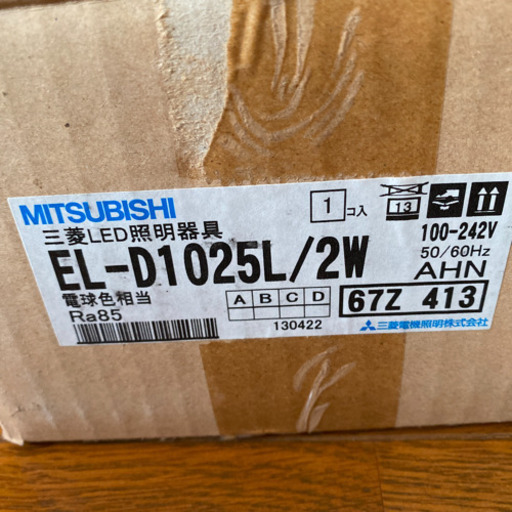 MITSUBISHI
三菱LED照明器具
1 コ入
13
100-242V
50/60Hz
EL-D1025L/2W
AHN
電球色相当
Ra85
A B C D
130422
67Z 413
三菱電機照明株式会社